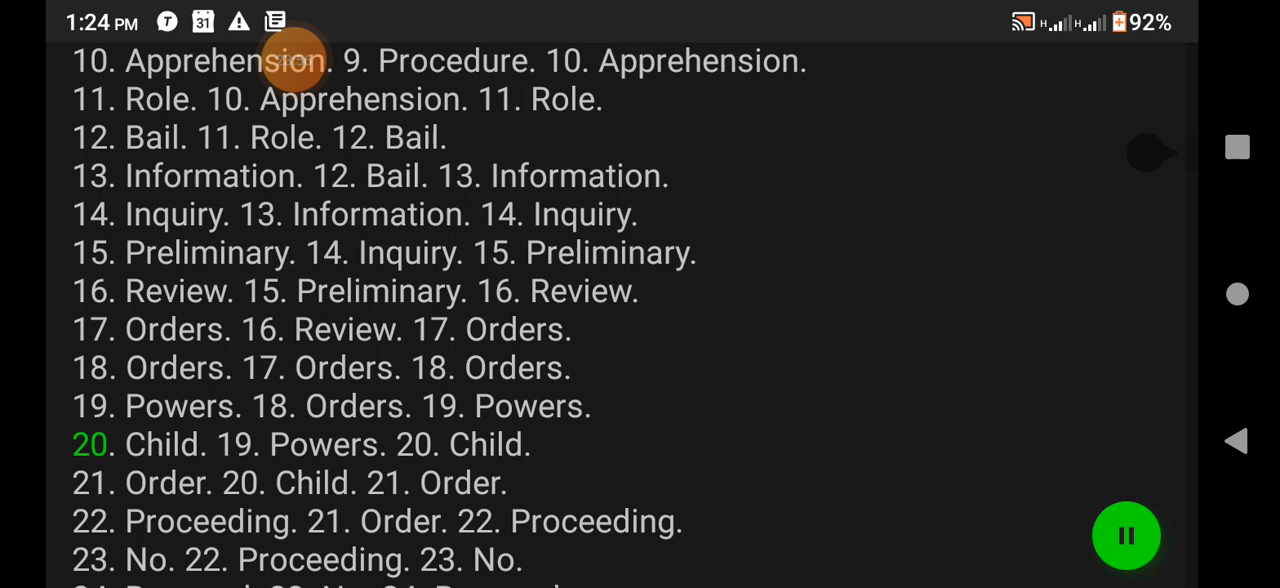 1:24 PM 31 92%
10. Apprehension. 9. Procedure. 10. Apprehension.
11. Role. 10. Apprehension. 11. Role.
12. Bail. 11. Role. 12. Bail.
13. Information. 12. Bail. 13. Information.
14. Inquiry. 13. Information. 14. Inquiry.
15. Preliminary. 14. Inquiry. 15. Preliminary.
16. Review. 15. Preliminary. 16. Review.
17. Orders. 16. Review. 17. Orders.
18. Orders. 17. Orders. 18. Orders.
19. Powers. 18. Orders. 19. Powers.
20. Child. 19. Powers. 20. Child.
21. Order. 20. Child. 21. Order.
22. Proceeding. 21. Order. 22. Proceeding.
23. No. 22. Proceeding. 23. No.